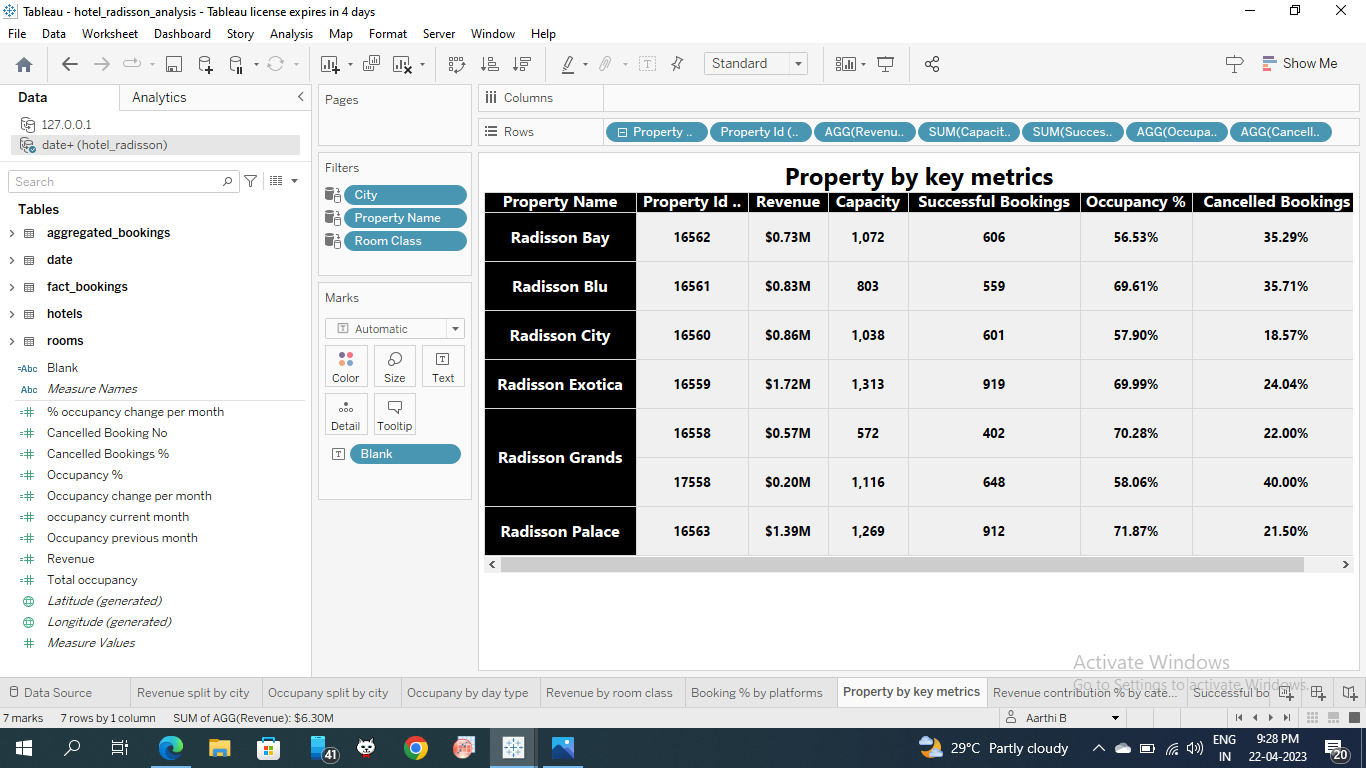 Tableau - hotel_radisson_analysis - Tableau license expires in 4 days
File Data Worksheet Dashboard Story Analysis Map Format Server Window Help
Standard Show Me
Data Analytics
127.0.0.1
date+ (hotel_radisson)
Search
Tables
aggregated_bookings
date
fact_bookings
hotels
rooms
=Abc Blank
Abc Measure Names
=# % occupancy change per month
=# Cancelled Booking No
=# Cancelled Bookings %
=# Occupancy %
=# Occupancy change per month
=# occupancy current month
=# Occupancy previous month
=# Revenue
=# Total occupancy
Latitude (generated)
Longitude (generated)
# Measure Values
Pages
Filters
City
Property Name
Room Class
Marks
T Automatic
Color Size Text
Detail Tooltip
T Blank
Columns
Rows Property .. Property Id (.. AGG(Revenu.. SUM(Capacit.. SUM(Succes.. AGG(Occupa.. AGG(Cancell..
Property by key metrics
Property Name Property Id .. Revenue Capacity Successful Bookings Occupancy % Cancelled Bookings
Radisson Bay 16562 $0.73M 1,072 606 56.53% 35.29%
Radisson Blu 16561 $0.83M 803 559 69.61% 35.71%
Radisson City 16560 $0.86M 1,038 601 57.90% 18.57%
Radisson Exotica 16559 $1.72M 1,313 919 69.99% 24.04%
Radisson Grands 16558 $0.57M 572 402 70.28% 22.00%
17558 $0.20M 1,116 648 58.06% 40.00%
Radisson Palace 16563 $1.39M 1,269 912 71.87% 21.50%
Activate Windows
Go to Settings to activate Windows.
Data Source Revenue split by city Occupany split by city Occupany by day type Revenue by room class Booking % by platforms Property by key metrics Revenue contribution % by cate... Successful bo
7 marks 7 rows by 1 column SUM of AGG(Revenue): $6.30M Aarthi B
41 29°C Partly cloudy ENG IN 9:28 PM 22-04-2023 20